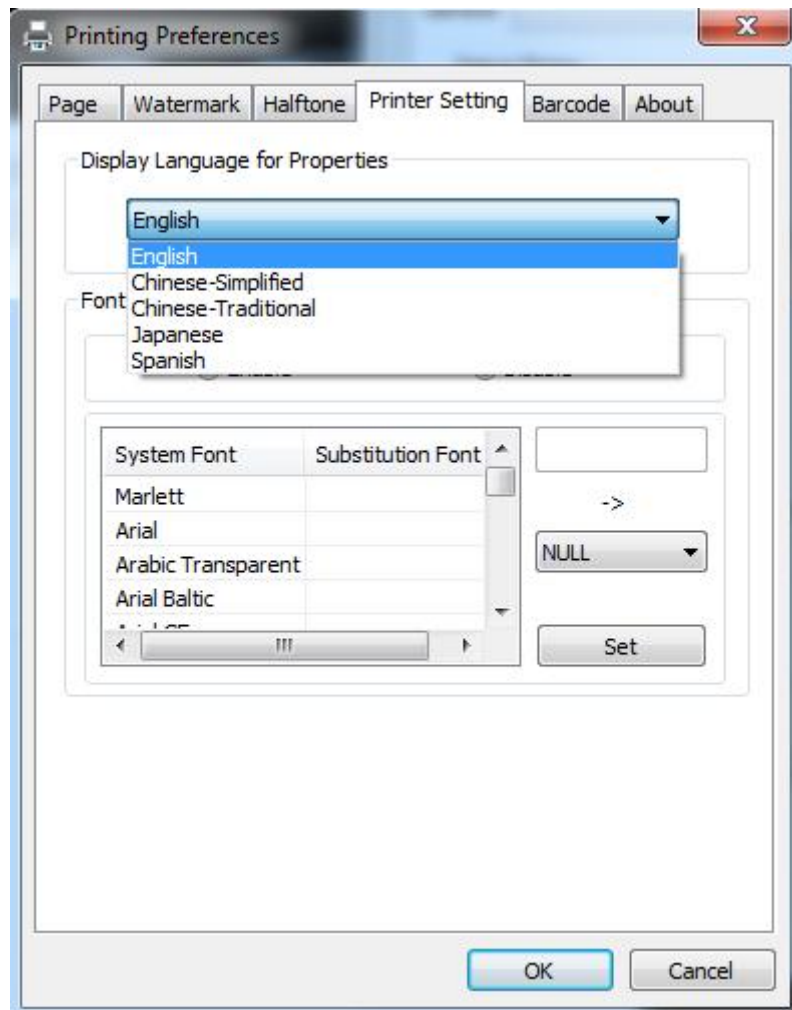 Printing Preferences
Page Watermark Halftone Printer Setting Barcode About
Display Language for Properties
English
English
Chinese-Simplified
Chinese-Traditional
Japanese
Spanish
Font
System Font Substitution Font
Marlett
->
Arial
NULL
Arabic Transparent
Arial Baltic
Set
OK Cancel